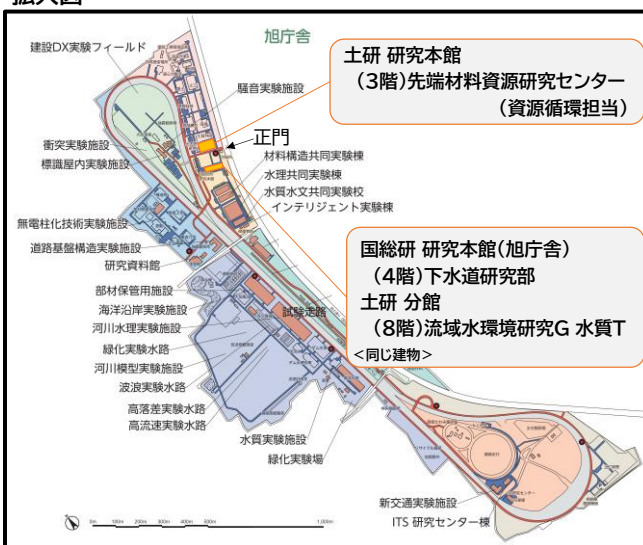 拡大図
旭庁舎
建設DX実験フィールド
土研 研究本館
(3階)先端材料資源研究センター
(資源循環担当)
騒音実験施設
正門
衝突実験施設
標識屋内実験施設
材料構造共同実験棟
水理共同実験棟
水質水文共同実験校
インテリジェント実験棟
無電柱化技術実験施設
道路基盤構造実験施設
研究資料館
国総研 研究本館(旭庁舎)
(4階)下水道研究部
土研 分館
(8階)流域水環境研究G 水質T
<同じ建物>
部材保管用施設
試験走路
海洋沿岸実験施設
河川水理実験施設
緑化実験水路
河川模型実験施設
波浪実験水路
高落差実験水路
高流速実験水路
水質実験施設
緑化実験場
新交通実験施設
ITS 研究センター棟
0m 100m 200m 300m 400m 500m 1,000m